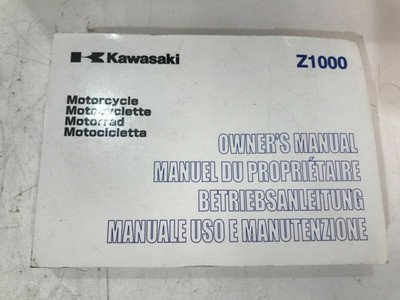 Kawasaki
Z1000
Motorcycle
Motocyclette
Motorrad
Motocicletta
OWNER'S MANUAL
MANUEL DU PROPRIÉTAIRE
BETRIEBSANLEITUNG
MANUALE USO E MANUTENZIONE